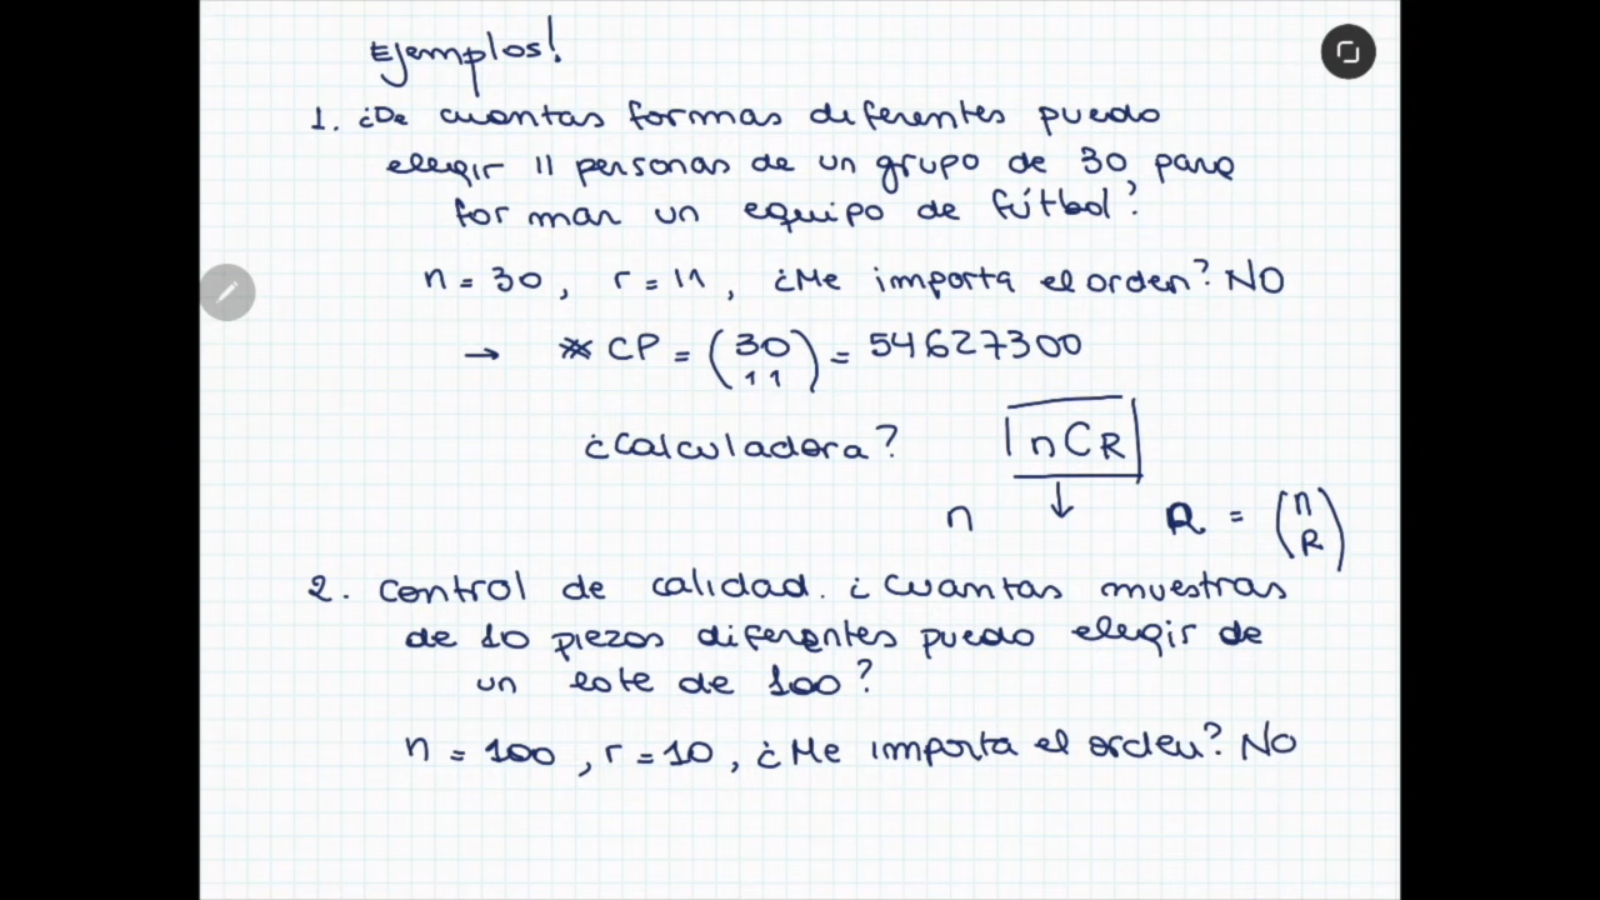 Ejemplos!
1. ¿De cuantas formas diferentes puedo
elegir 11 personas de un grupo de 30 para
formar un equipo de fútbol?
n = 30, r = 11, ¿Me importa el orden? NO
→ * CP = (30 11) = 54627300
¿Calculadora? nCR
n ↓ R = (n R)
2. Control de calidad. ¿Cuantas muestras
de 10 piezas diferentes puedo elegir de
un lote de 100?
n = 100, r = 10, ¿Me importa el orden? No